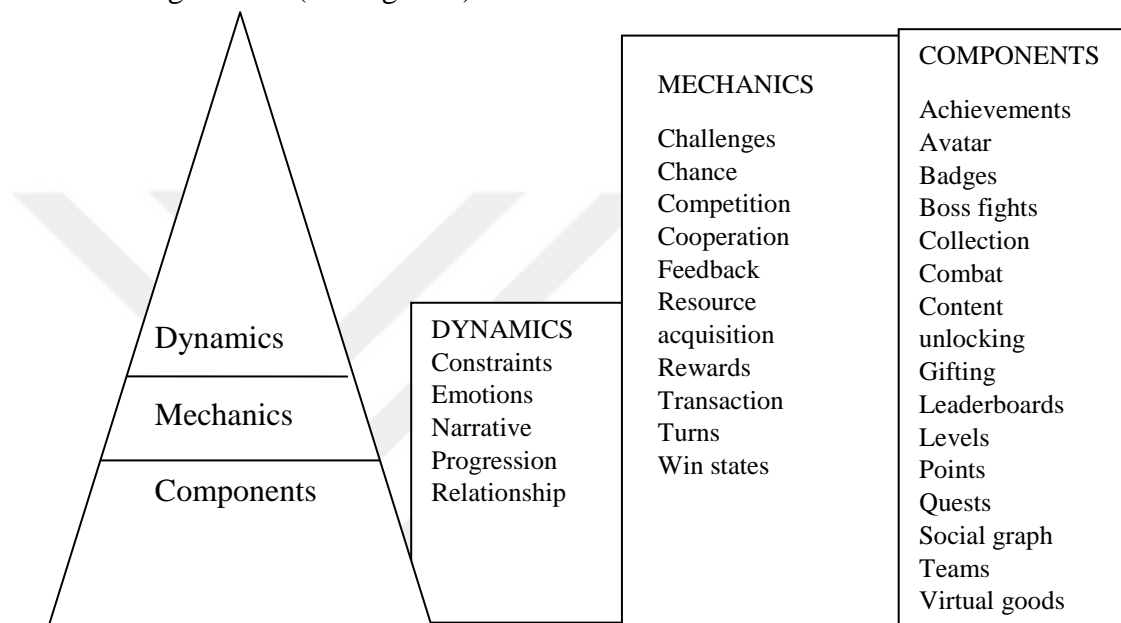 Dynamics
Mechanics
Components
DYNAMICS
Constraints
Emotions
Narrative
Progression
Relationship
MECHANICS
Challenges
Chance
Competition
Cooperation
Feedback
Resource
acquisition
Rewards
Transaction
Turns
Win states
COMPONENTS
Achievements
Avatar
Badges
Boss fights
Collection
Combat
Content
unlocking
Gifting
Leaderboards
Levels
Points
Quests
Social graph
Teams
Virtual goods